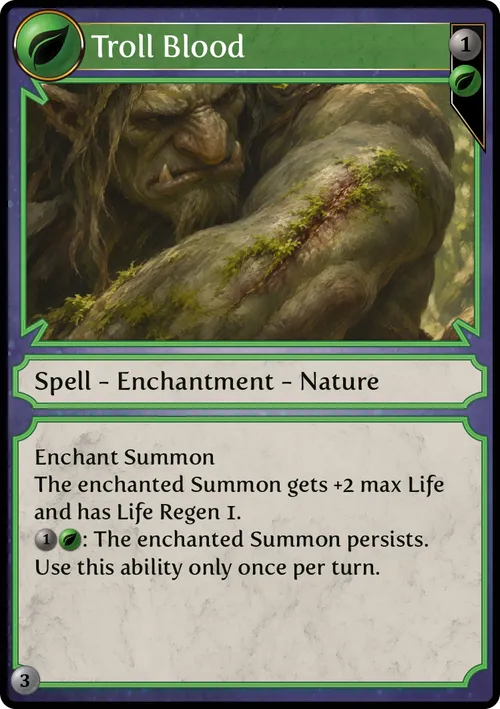 Troll Blood
1
Spell - Enchantment - Nature
Enchant Summon
The enchanted Summon gets +2 max Life
and has Life Regen 1.
1: The enchanted Summon persists.
Use this ability only once per turn.
3